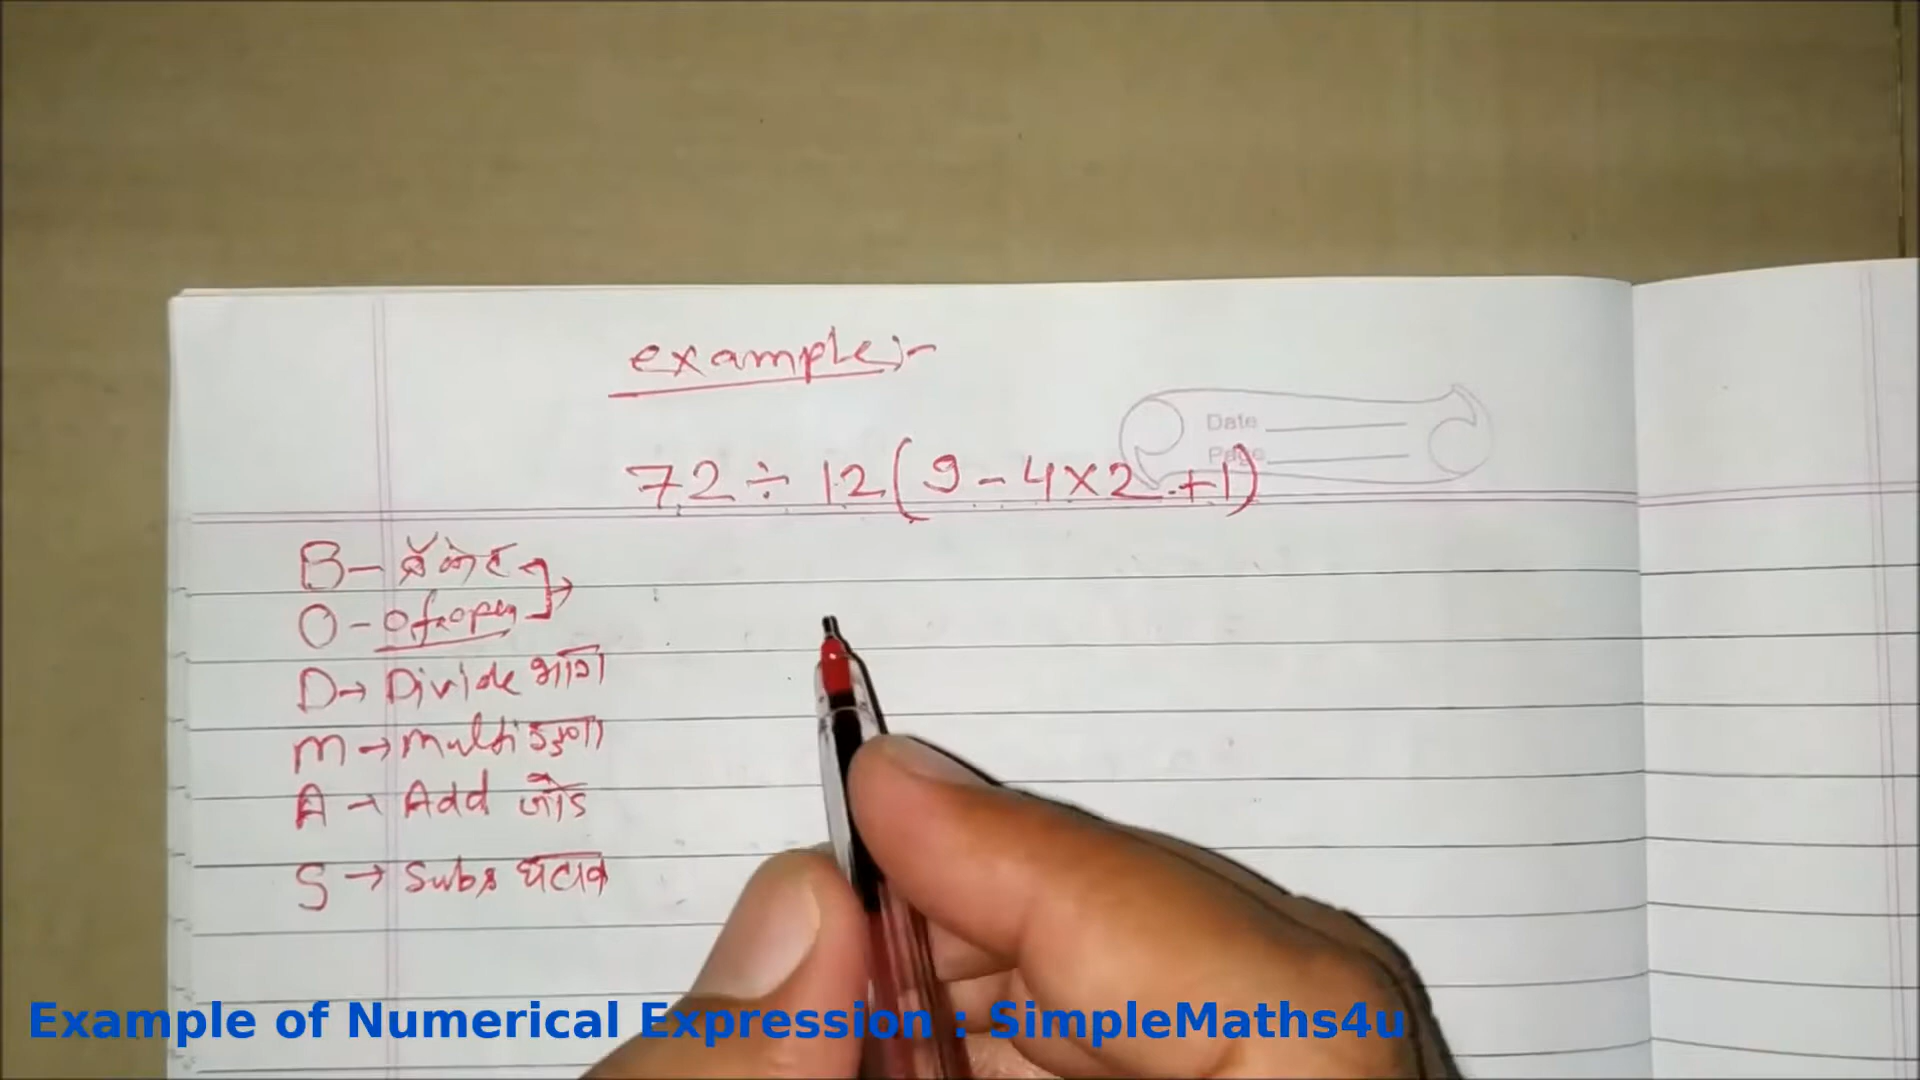 example:-
Date
Page
72 ÷ 12 ( 9 - 4 × 2 + 1 )
B - ब्रैकेट
O - of open
D → Divide भाग
M → Multi गुणा
A → Add जोड
S → Subs घटाव
Example of Numerical Expression : SimpleMaths4u